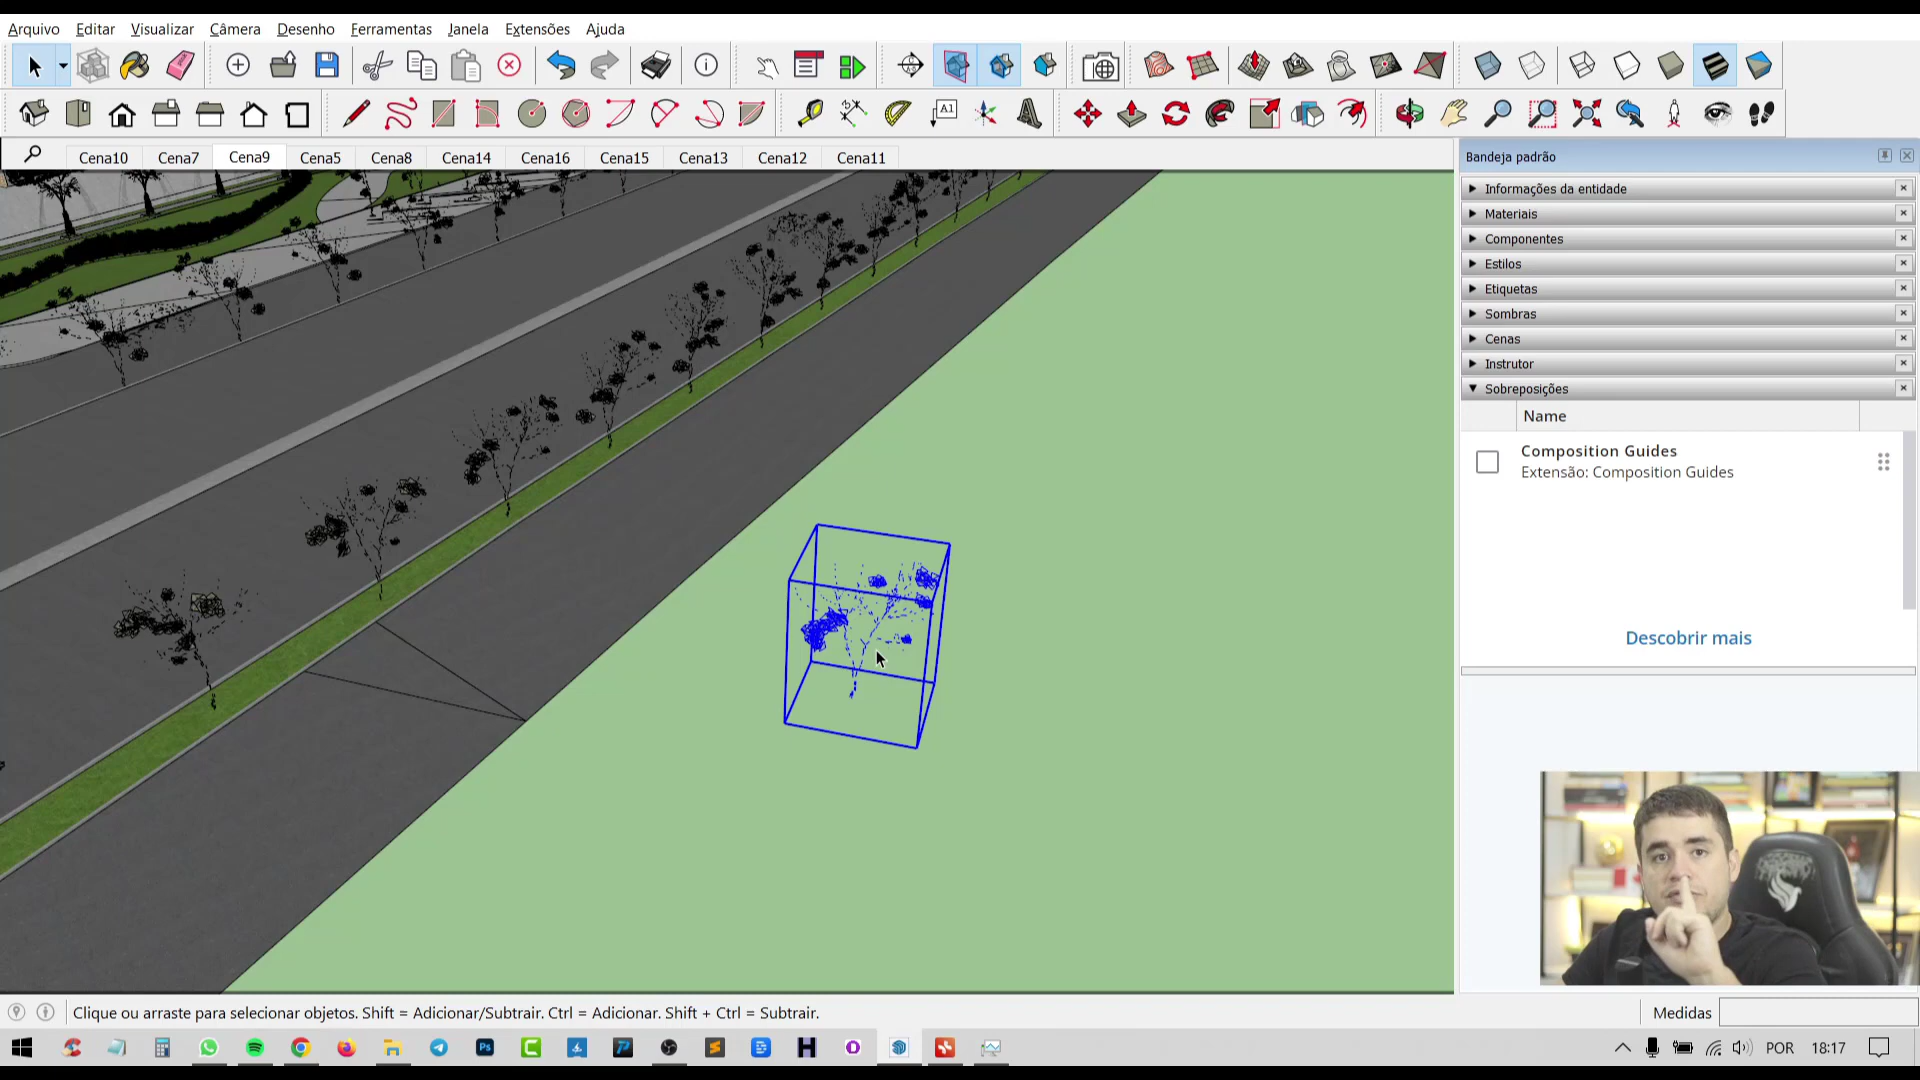 Arquivo Editar Visualizar Câmera Desenho Ferramentas Janela Extensões Ajuda
A1
Cena10 Cena7 Cena9 Cena5 Cena8 Cena14 Cena16 Cena15 Cena13 Cena12 Cena11
Bandeja padrão
Informações da entidade
Materiais
Componentes
Estilos
Etiquetas
Sombras
Cenas
Instrutor
Sobreposições
Name
Composition Guides
Extensão: Composition Guides
Descobrir mais
Clique ou arraste para selecionar objetos. Shift = Adicionar/Subtrair. Ctrl = Adicionar. Shift + Ctrl = Subtrair.
Medidas
Ps
POR 18:17